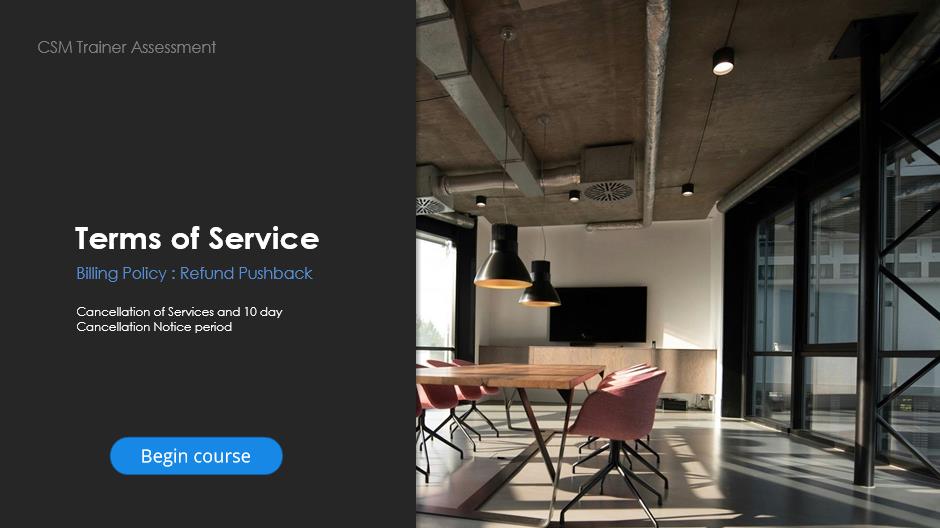 CSM Trainer Assessment
Terms of Service
Billing Policy : Refund Pushback
Cancellation of Services and 10 day
Cancellation Notice period
Begin course